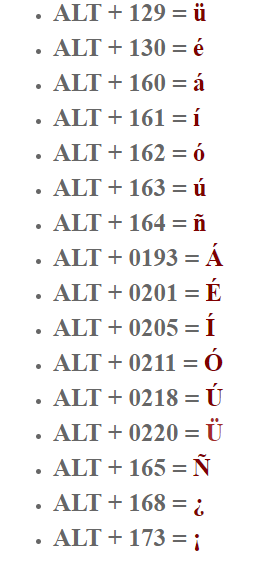 ALT + 129 = ü
ALT + 130 = é
ALT + 160 = á
ALT + 161 = í
ALT + 162 = ó
ALT + 163 = ú
ALT + 164 = ñ
ALT + 0193 = Á
ALT + 0201 = É
ALT + 0205 = Í
ALT + 0211 = Ó
ALT + 0218 = Ú
ALT + 0220 = Ü
ALT + 165 = Ñ
ALT + 168 = ¿
ALT + 173 = ¡